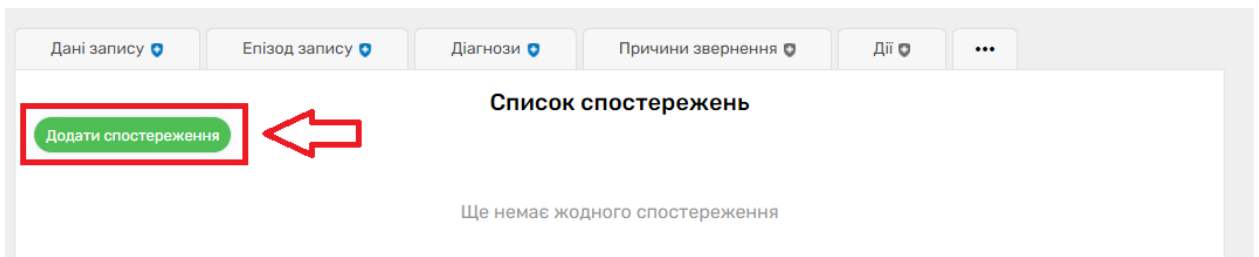 Дані запису Епізод запису Діагнози Причини звернення Дії •••
Список спостережень
Додати спостереження
Ще немає жодного спостереження